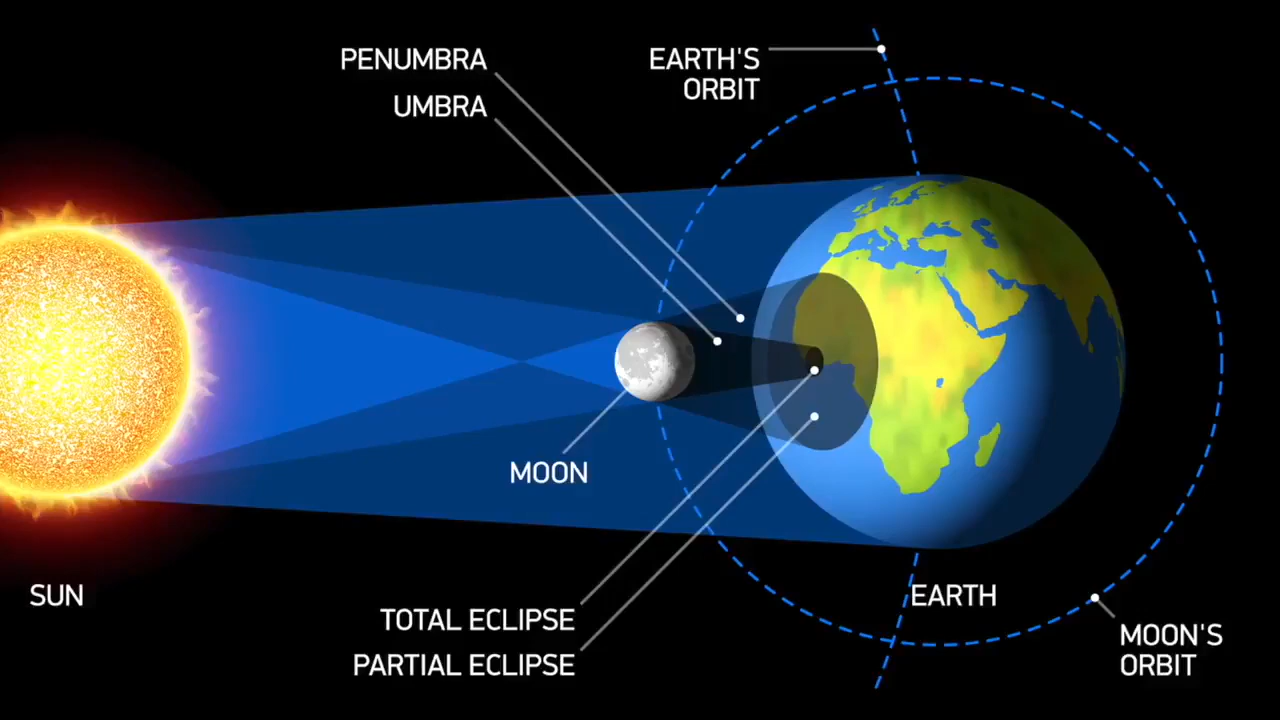 PENUMBRA
UMBRA
EARTH'S
ORBIT
MOON
SUN
EARTH
TOTAL ECLIPSE
PARTIAL ECLIPSE
MOON'S
ORBIT